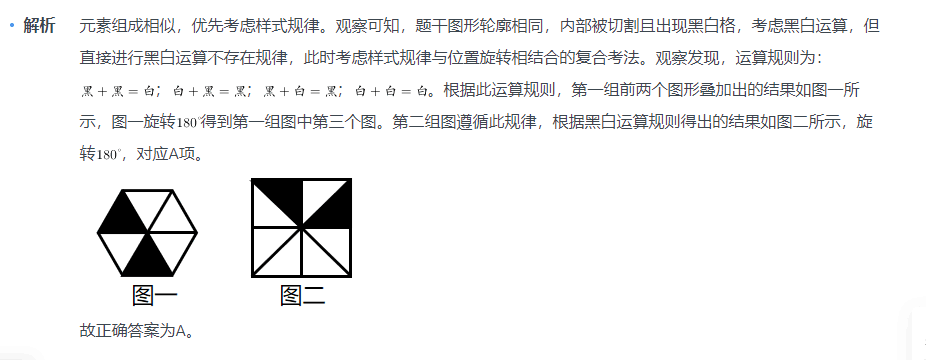 • 解析 元素组成相似，优先考虑样式规律。观察可知，题干图形轮廓相同，内部被切割且出现黑白格，考虑黑白运算，但
直接进行黑白运算不存在规律，此时考虑样式规律与位置旋转相结合的复合考法。观察发现，运算规则为：
黑＋黑＝白；白＋黑＝黑；黑＋白＝黑；白＋白＝白。根据此运算规则，第一组前两个图形叠加出的结果如图一所
示，图一旋转180°得到第一组图中第三个图。第二组图遵循此规律，根据黑白运算规则得出的结果如图二所示，旋
转180°，对应A项。
图一 图二
故正确答案为A。